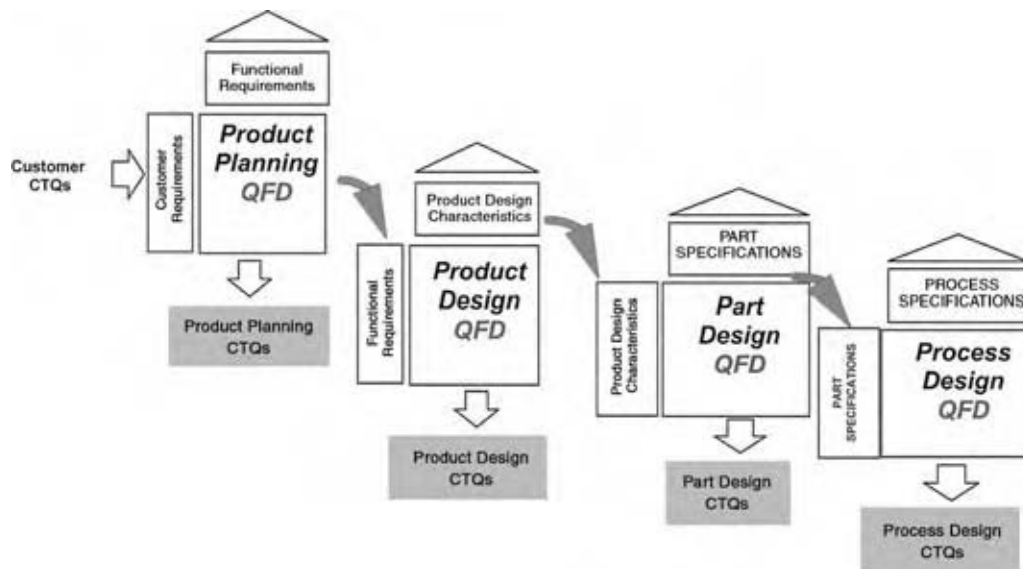 Functional
Requirements
Customer
CTQs
Customer
Requirements
Product
Planning
QFD
Product Planning
CTQs
Product Design
Characteristics
Functional
Requirements
Product
Design
QFD
Product Design
CTQs
PART
SPECIFICATIONS
Product Design
Characteristics
Part
Design
QFD
Part Design
CTQs
PROCESS
SPECIFICATIONS
PART
SPECIFICATIONS
Process
Design
QFD
Process Design
CTQs